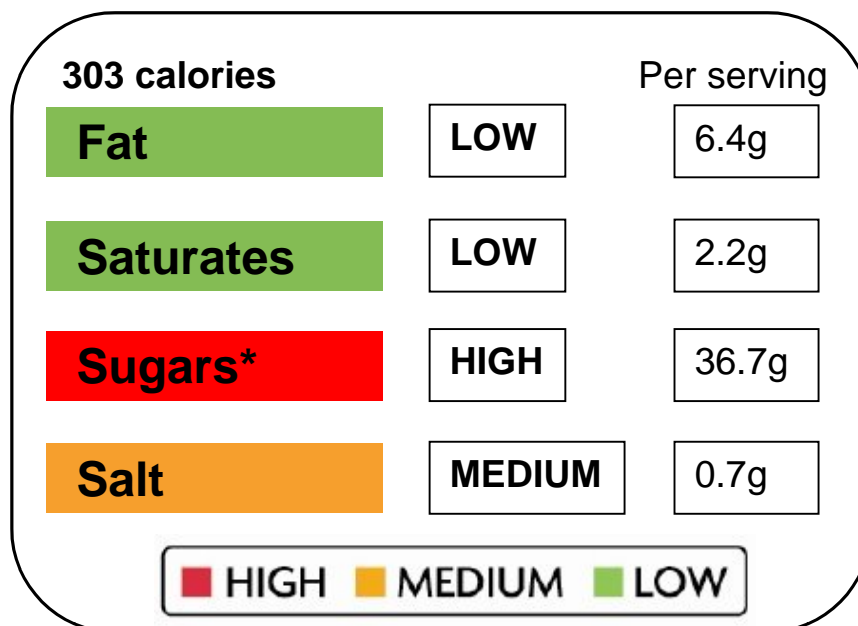 303 calories Per serving
Fat LOW 6.4g
Saturates LOW 2.2g
Sugars* HIGH 36.7g
Salt MEDIUM 0.7g
HIGH MEDIUM LOW